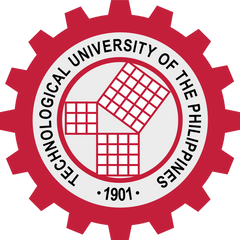 TECHNOLOGICAL UNIVERSITY OF THE PHILIPPINES
· 1901 ·